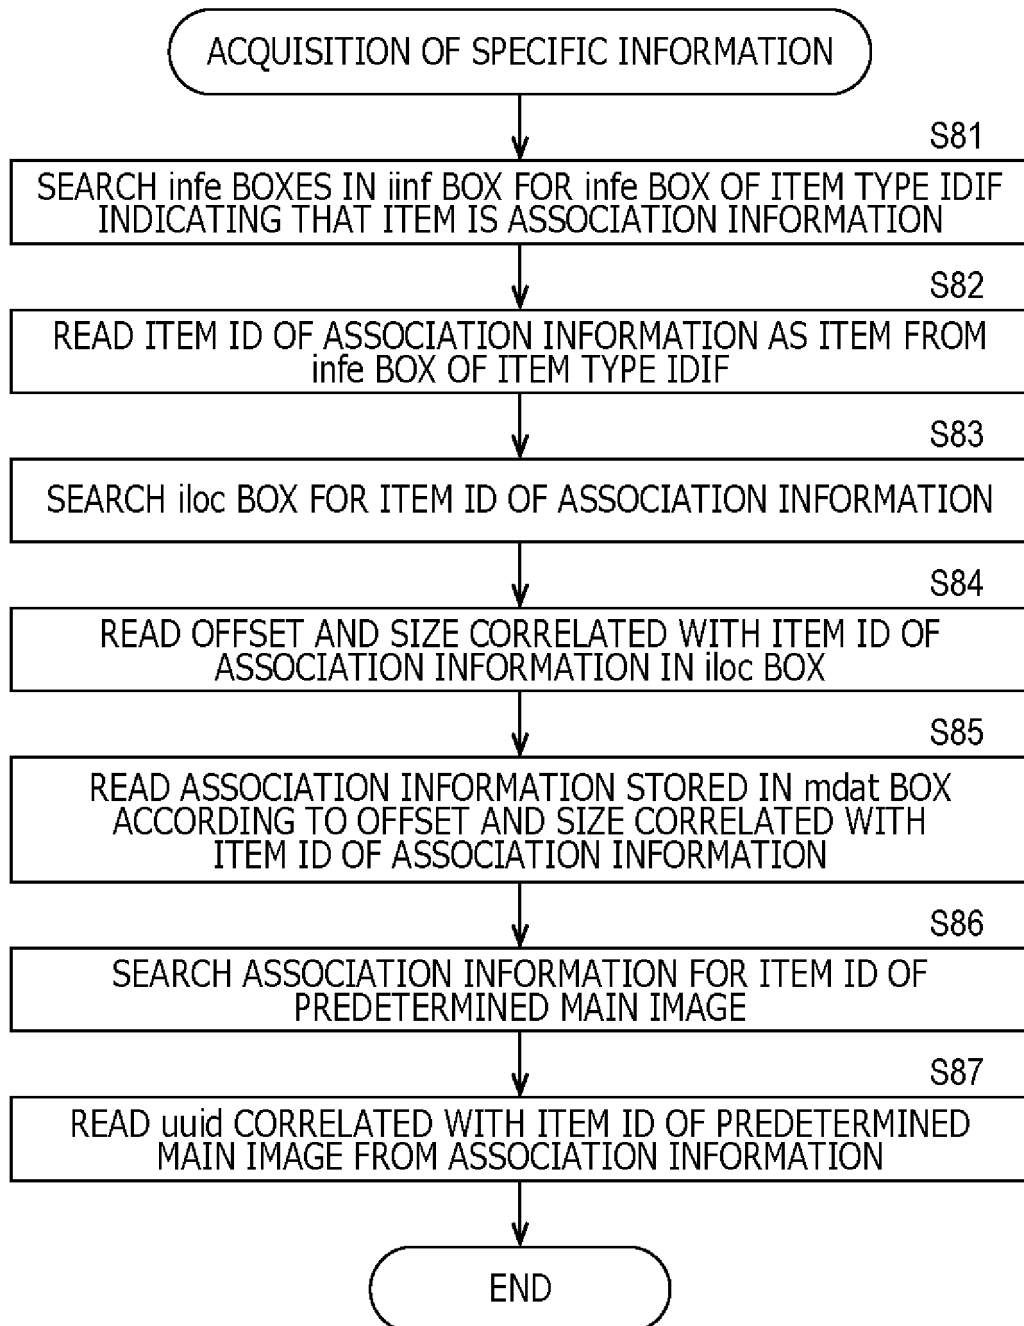 ACQUISITION OF SPECIFIC INFORMATION
S81
SEARCH infe BOXES IN iinf BOX FOR infe BOX OF ITEM TYPE IDIF
INDICATING THAT ITEM IS ASSOCIATION INFORMATION
S82
READ ITEM ID OF ASSOCIATION INFORMATION AS ITEM FROM
infe BOX OF ITEM TYPE IDIF
S83
SEARCH iloc BOX FOR ITEM ID OF ASSOCIATION INFORMATION
S84
READ OFFSET AND SIZE CORRELATED WITH ITEM ID OF
ASSOCIATION INFORMATION IN iloc BOX
S85
READ ASSOCIATION INFORMATION STORED IN mdat BOX
ACCORDING TO OFFSET AND SIZE CORRELATED WITH
ITEM ID OF ASSOCIATION INFORMATION
S86
SEARCH ASSOCIATION INFORMATION FOR ITEM ID OF
PREDETERMINED MAIN IMAGE
S87
READ uuid CORRELATED WITH ITEM ID OF PREDETERMINED
MAIN IMAGE FROM ASSOCIATION INFORMATION
END